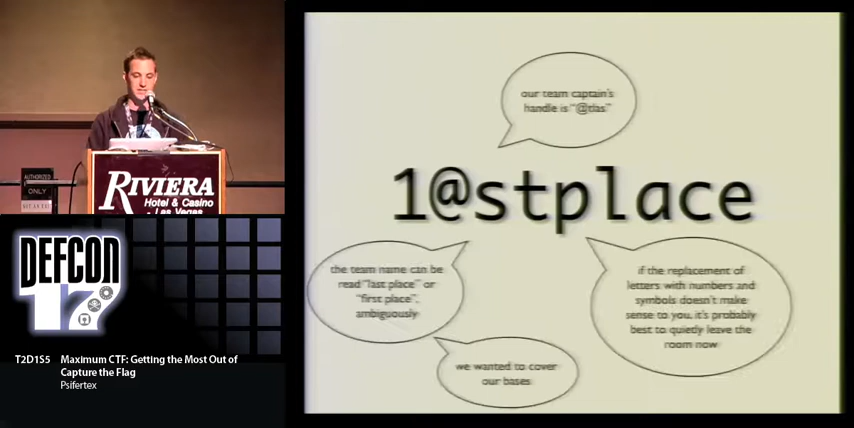 our team captain's
handle is "@tlas"
1@stplace
the team name can be
read "last place" or
"first place",
ambiguously
if the replacement of
letters with numbers and
symbols doesn't make
sense to you, it's probably
best to quietly leave the
room now
we wanted to cover
our bases
AUTHORIZED
ONLY
RIVIERA
Hotel & Casino
Las Vegas
DEFCON
17
T2D1S5 Maximum CTF: Getting the Most Out of
Capture the Flag
Psifertex